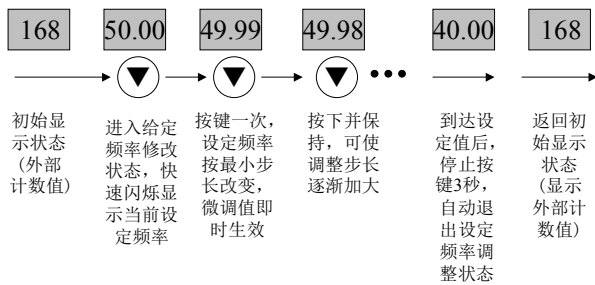 168
50.00
49.99
49.98
40.00
168
初始显
示状态
(外部
计数值)
进入给定
频率修改
状态，快
速闪烁显
示当前设
定频率
按键一次，
设定频率
按最小步
长改变，
微调值即
时生效
按下并保
持，可使
调整步长
逐渐加大
到达设
定值后，
停止按
键3秒，
自动退
出设定
频率调
整状态
返回初
始显示
状态
(显示
外部计
数值)